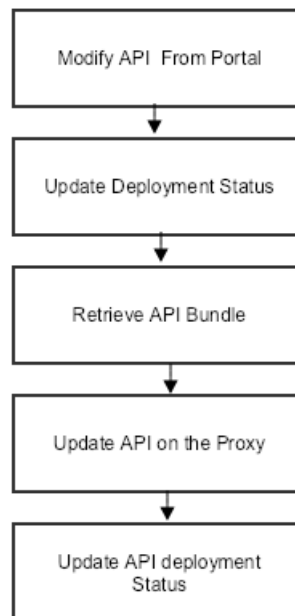 Modify API From Portal
Update Deployment Status
Retrieve API Bundle
Update API on the Proxy
Update API deployment
Status